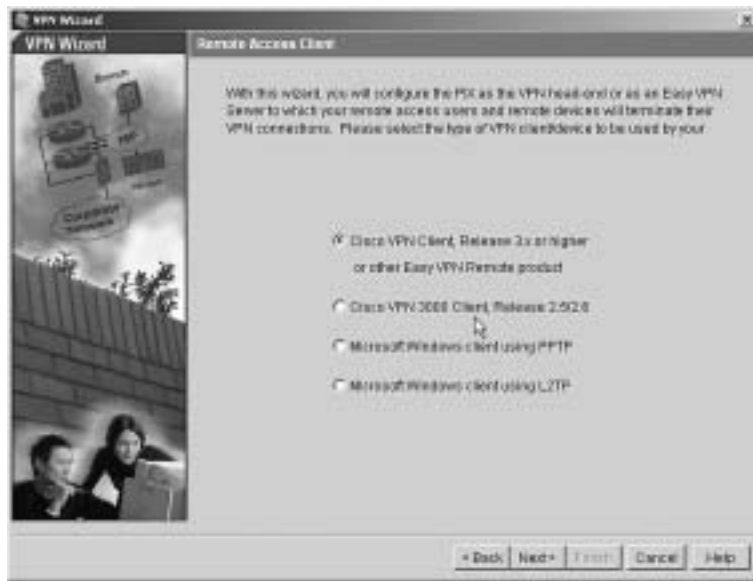 VPN Wizard
VPN Wizard
Remote Access Client
Branch
Corporate
Network
With this wizard, you will configure the PIX as the VPN head-end or as an Easy VPN
Server to which your remote access users and remote devices will terminate their
VPN connections. Please select the type of VPN client/device to be used by your
Cisco VPN Client, Release 3.x or higher
or other Easy VPN Remote product
Cisco VPN 3000 Client, Release 2.5/2.6
Microsoft Windows client using PPTP
Microsoft Windows client using L2TP
< Back
Next >
Finish
Cancel
Help